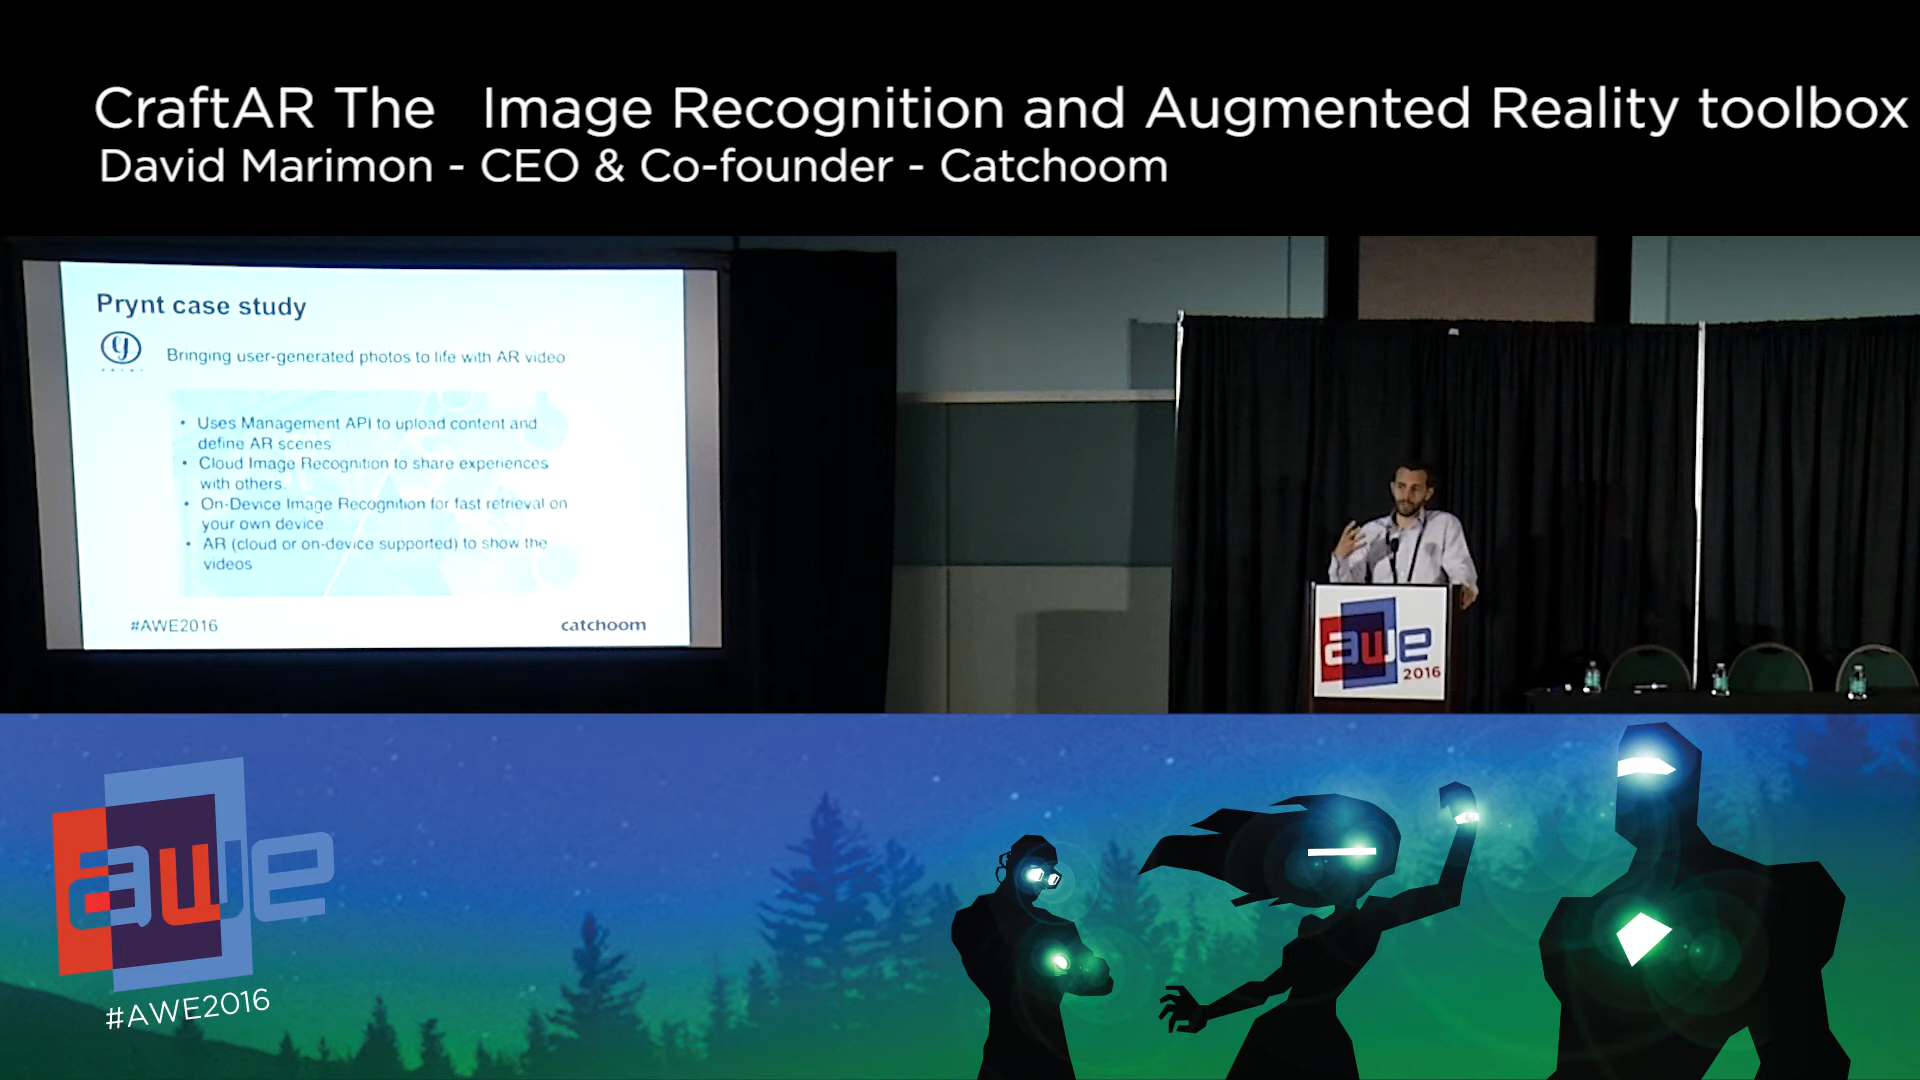 CraftAR The Image Recognition and Augmented Reality toolbox
David Marimon - CEO & Co-founder - Catchoom
Prynt case study
Bringing user-generated photos to life with AR video
• Uses Management API to upload content and
define AR scenes
• Cloud Image Recognition to share experiences
with others
• On-Device Image Recognition for fast retrieval on
your own device
• AR (cloud or on-device supported) to show the
videos
#AWE2016
catchoom
awe
2016
awe
#AWE2016